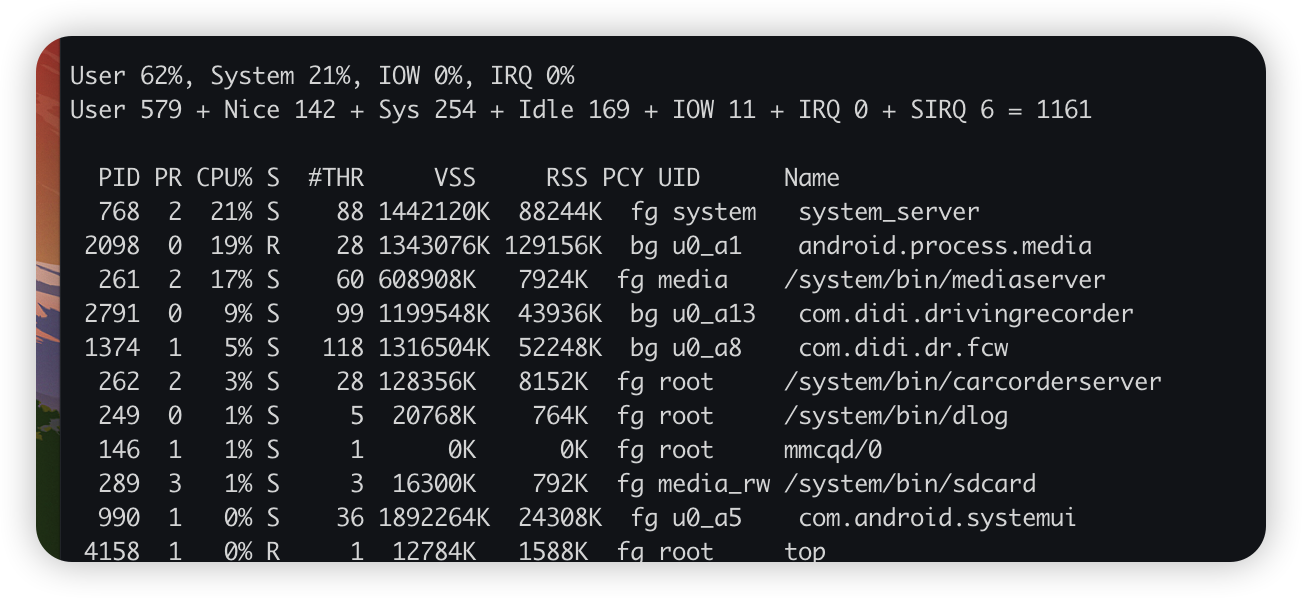 User 62%, System 21%, IOW 0%, IRQ 0%
User 579 + Nice 142 + Sys 254 + Idle 169 + IOW 11 + IRQ 0 + SIRQ 6 = 1161
PID PR CPU% S #THR VSS RSS PCY UID Name
768 2 21% S 88 1442120K 88244K fg system system_server
2098 0 19% R 28 1343076K 129156K bg u0_a1 android.process.media
261 2 17% S 60 608908K 7924K fg media /system/bin/mediaserver
2791 0 9% S 99 1199548K 43936K bg u0_a13 com.didi.drivingrecorder
1374 1 5% S 118 1316504K 52248K bg u0_a8 com.didi.dr.fcw
262 2 3% S 28 128356K 8152K fg root /system/bin/carcorderserver
249 0 1% S 5 20768K 764K fg root /system/bin/dlog
146 1 1% S 1 0K 0K fg root mmcqd/0
289 3 1% S 3 16300K 792K fg media_rw /system/bin/sdcard
990 1 0% S 36 1892264K 24308K fg u0_a5 com.android.systemui
4158 1 0% R 1 12784K 1588K fg root top